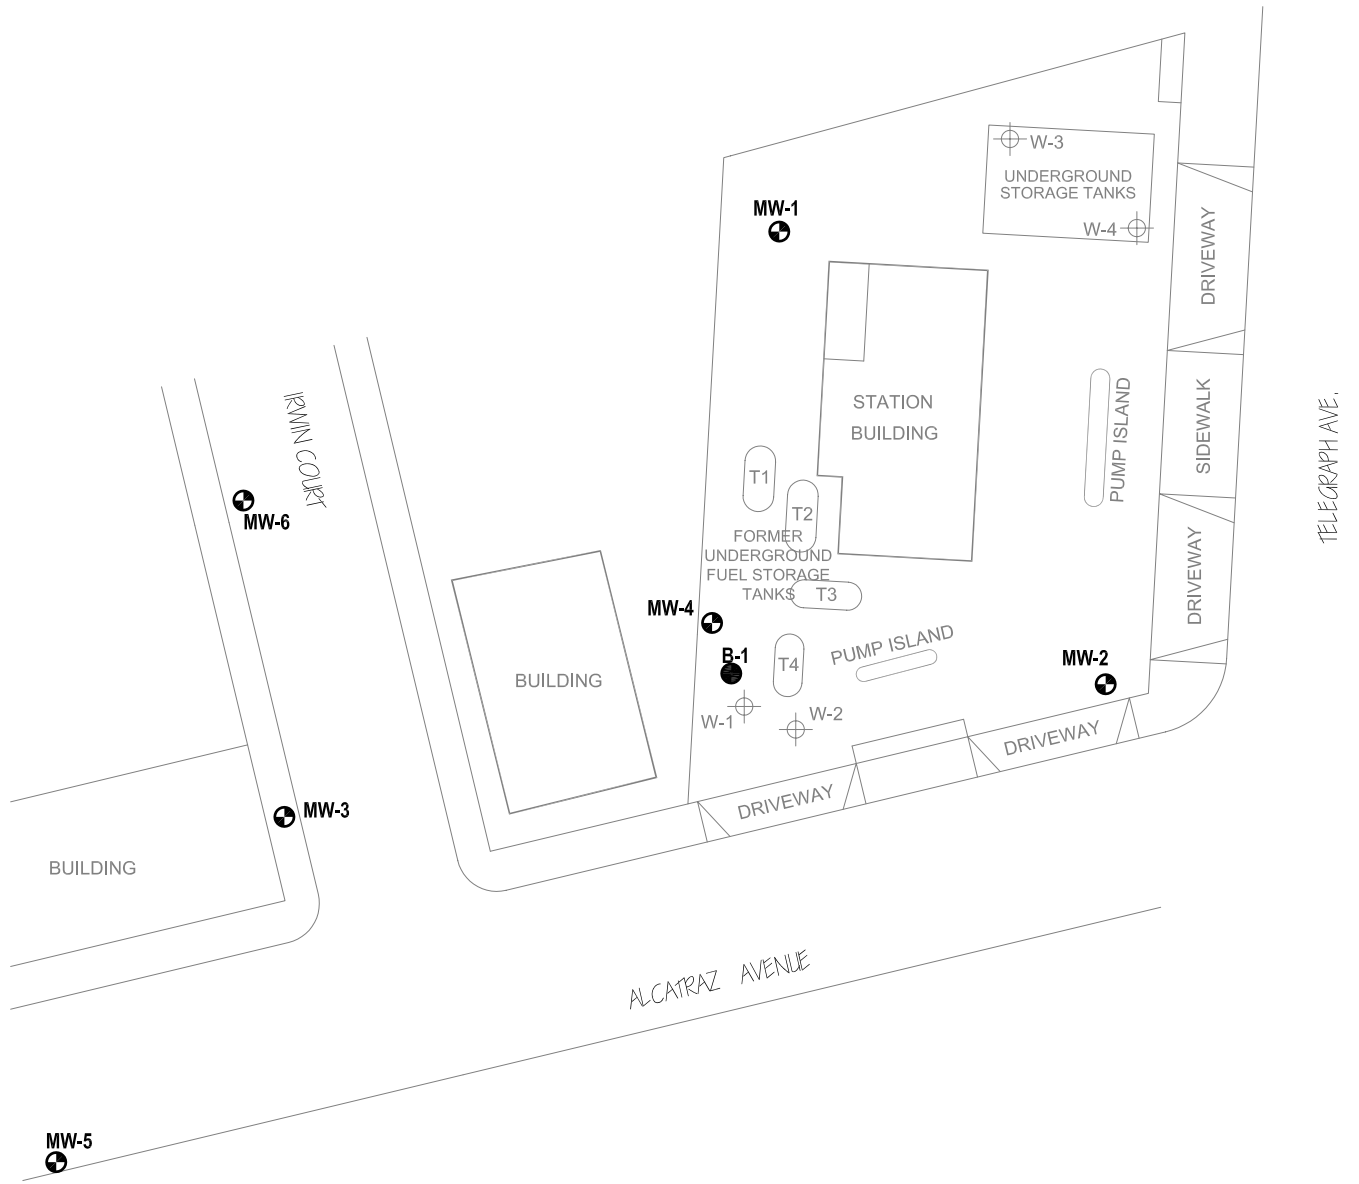 W-3
UNDERGROUND
STORAGE TANKS
W-4
MW-1
DRIVEWAY
STATION
BUILDING
PUMP ISLAND
SIDEWALK
TELEGRAPH AVE.
IRWIN COURT
MW-6
T1
T2
FORMER
UNDERGROUND
FUEL STORAGE
TANKS
T3
DRIVEWAY
MW-4
B-1
T4
PUMP ISLAND
MW-2
BUILDING
W-1
W-2
DRIVEWAY
DRIVEWAY
MW-3
BUILDING
ALCATRAZ AVENUE
MW-5